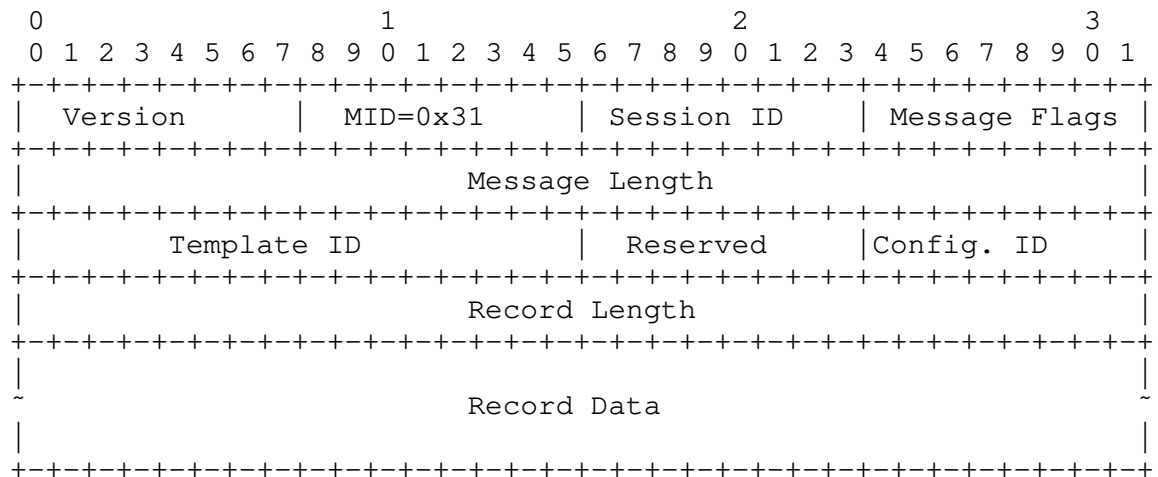 0                   1                   2                   3
 0 1 2 3 4 5 6 7 8 9 0 1 2 3 4 5 6 7 8 9 0 1 2 3 4 5 6 7 8 9 0 1
+-+-+-+-+-+-+-+-+-+-+-+-+-+-+-+-+-+-+-+-+-+-+-+-+-+-+-+-+-+-+-+-+
|  Version      |  MID=0x31     | Session ID    | Message Flags |
+-+-+-+-+-+-+-+-+-+-+-+-+-+-+-+-+-+-+-+-+-+-+-+-+-+-+-+-+-+-+-+-+
|                         Message Length                        |
+-+-+-+-+-+-+-+-+-+-+-+-+-+-+-+-+-+-+-+-+-+-+-+-+-+-+-+-+-+-+-+-+
|        Template ID            |  Reserved     |Config. ID     |
+-+-+-+-+-+-+-+-+-+-+-+-+-+-+-+-+-+-+-+-+-+-+-+-+-+-+-+-+-+-+-+-+
|                         Record Length                         |
+-+-+-+-+-+-+-+-+-+-+-+-+-+-+-+-+-+-+-+-+-+-+-+-+-+-+-+-+-+-+-+-+
|                                                               |
~                         Record Data                           ~
|                                                               |
+-+-+-+-+-+-+-+-+-+-+-+-+-+-+-+-+-+-+-+-+-+-+-+-+-+-+-+-+-+-+-+-+